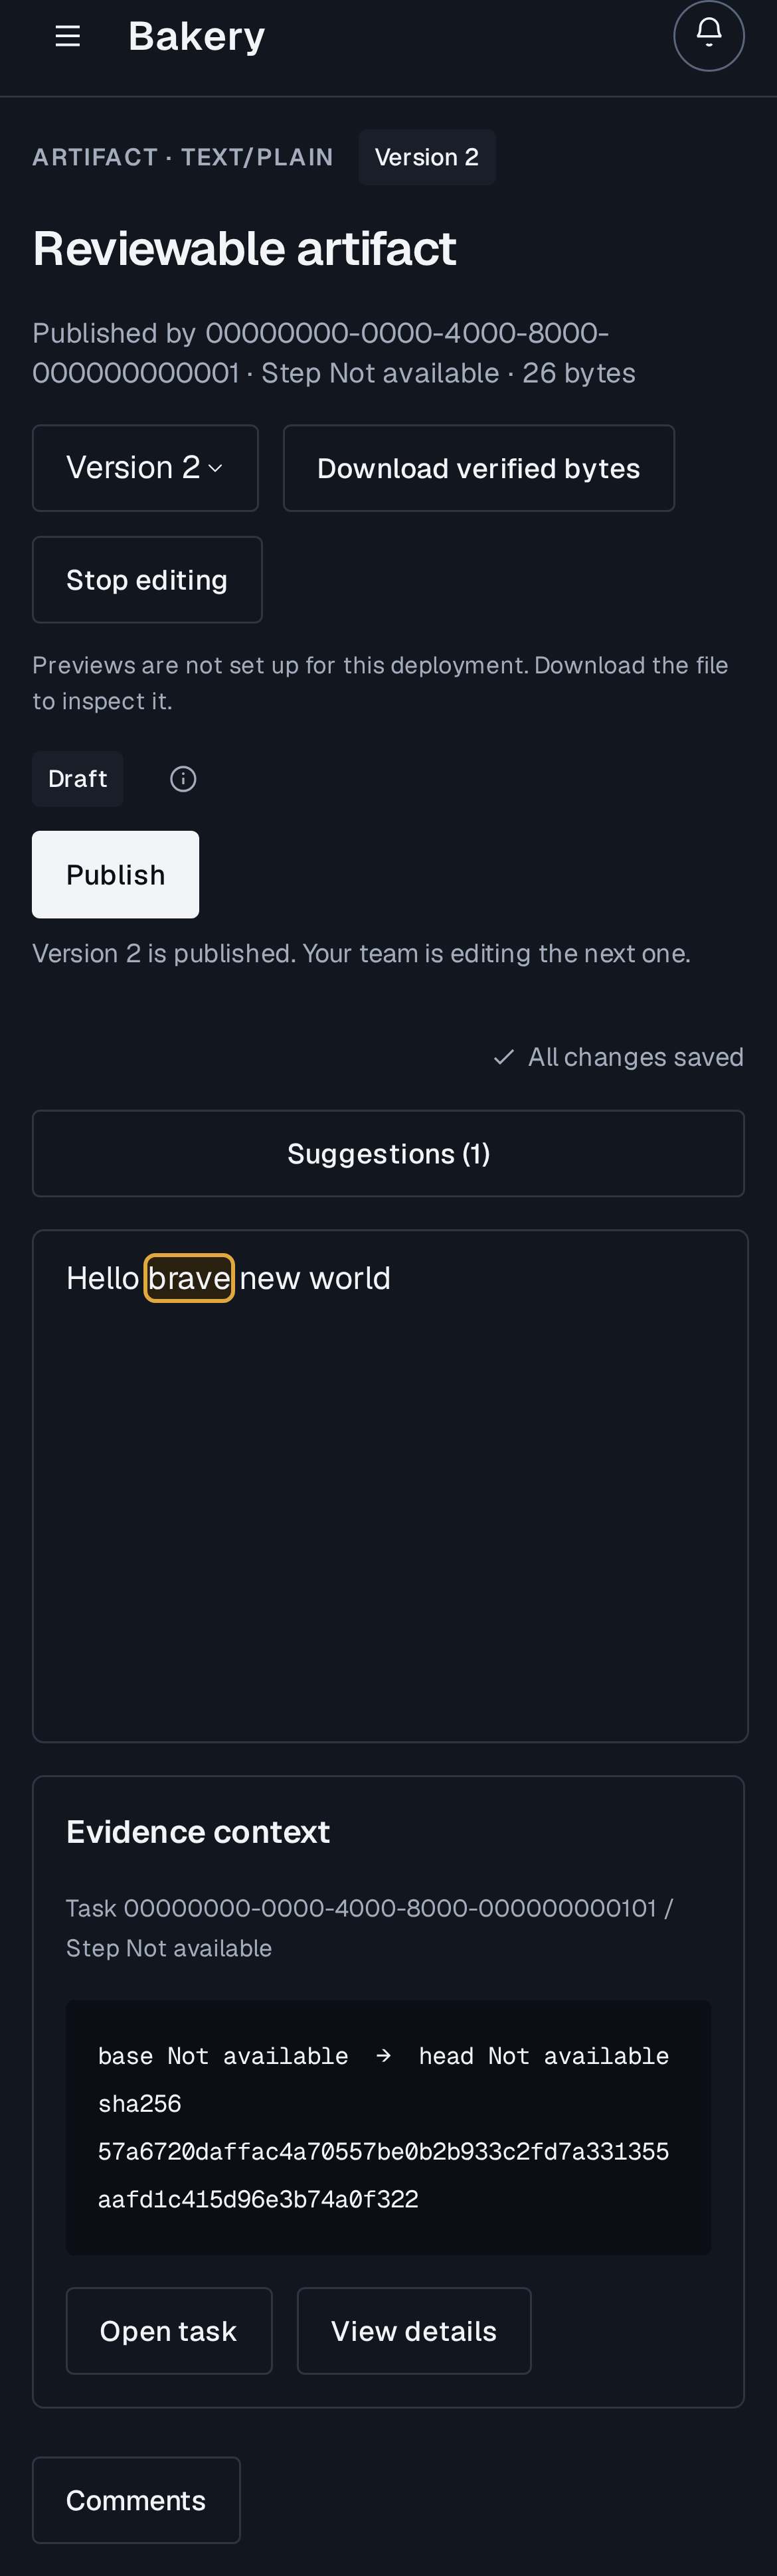 Bakery
ARTIFACT · TEXT/PLAIN Version 2
Reviewable artifact
Published by 00000000-0000-4000-8000-
000000000001 · Step Not available · 26 bytes
Version 2 Download verified bytes
Stop editing
Previews are not set up for this deployment. Download the file
to inspect it.
Draft
Publish
Version 2 is published. Your team is editing the next one.
All changes saved
Suggestions (1)
Hello brave new world
Evidence context
Task 00000000-0000-4000-8000-000000000101 /
Step Not available
base Not available → head Not available
sha256
57a6720daffac4a70557be0b2b933c2fd7a331355
aafd1c415d96e3b74a0f322
Open task View details
Comments